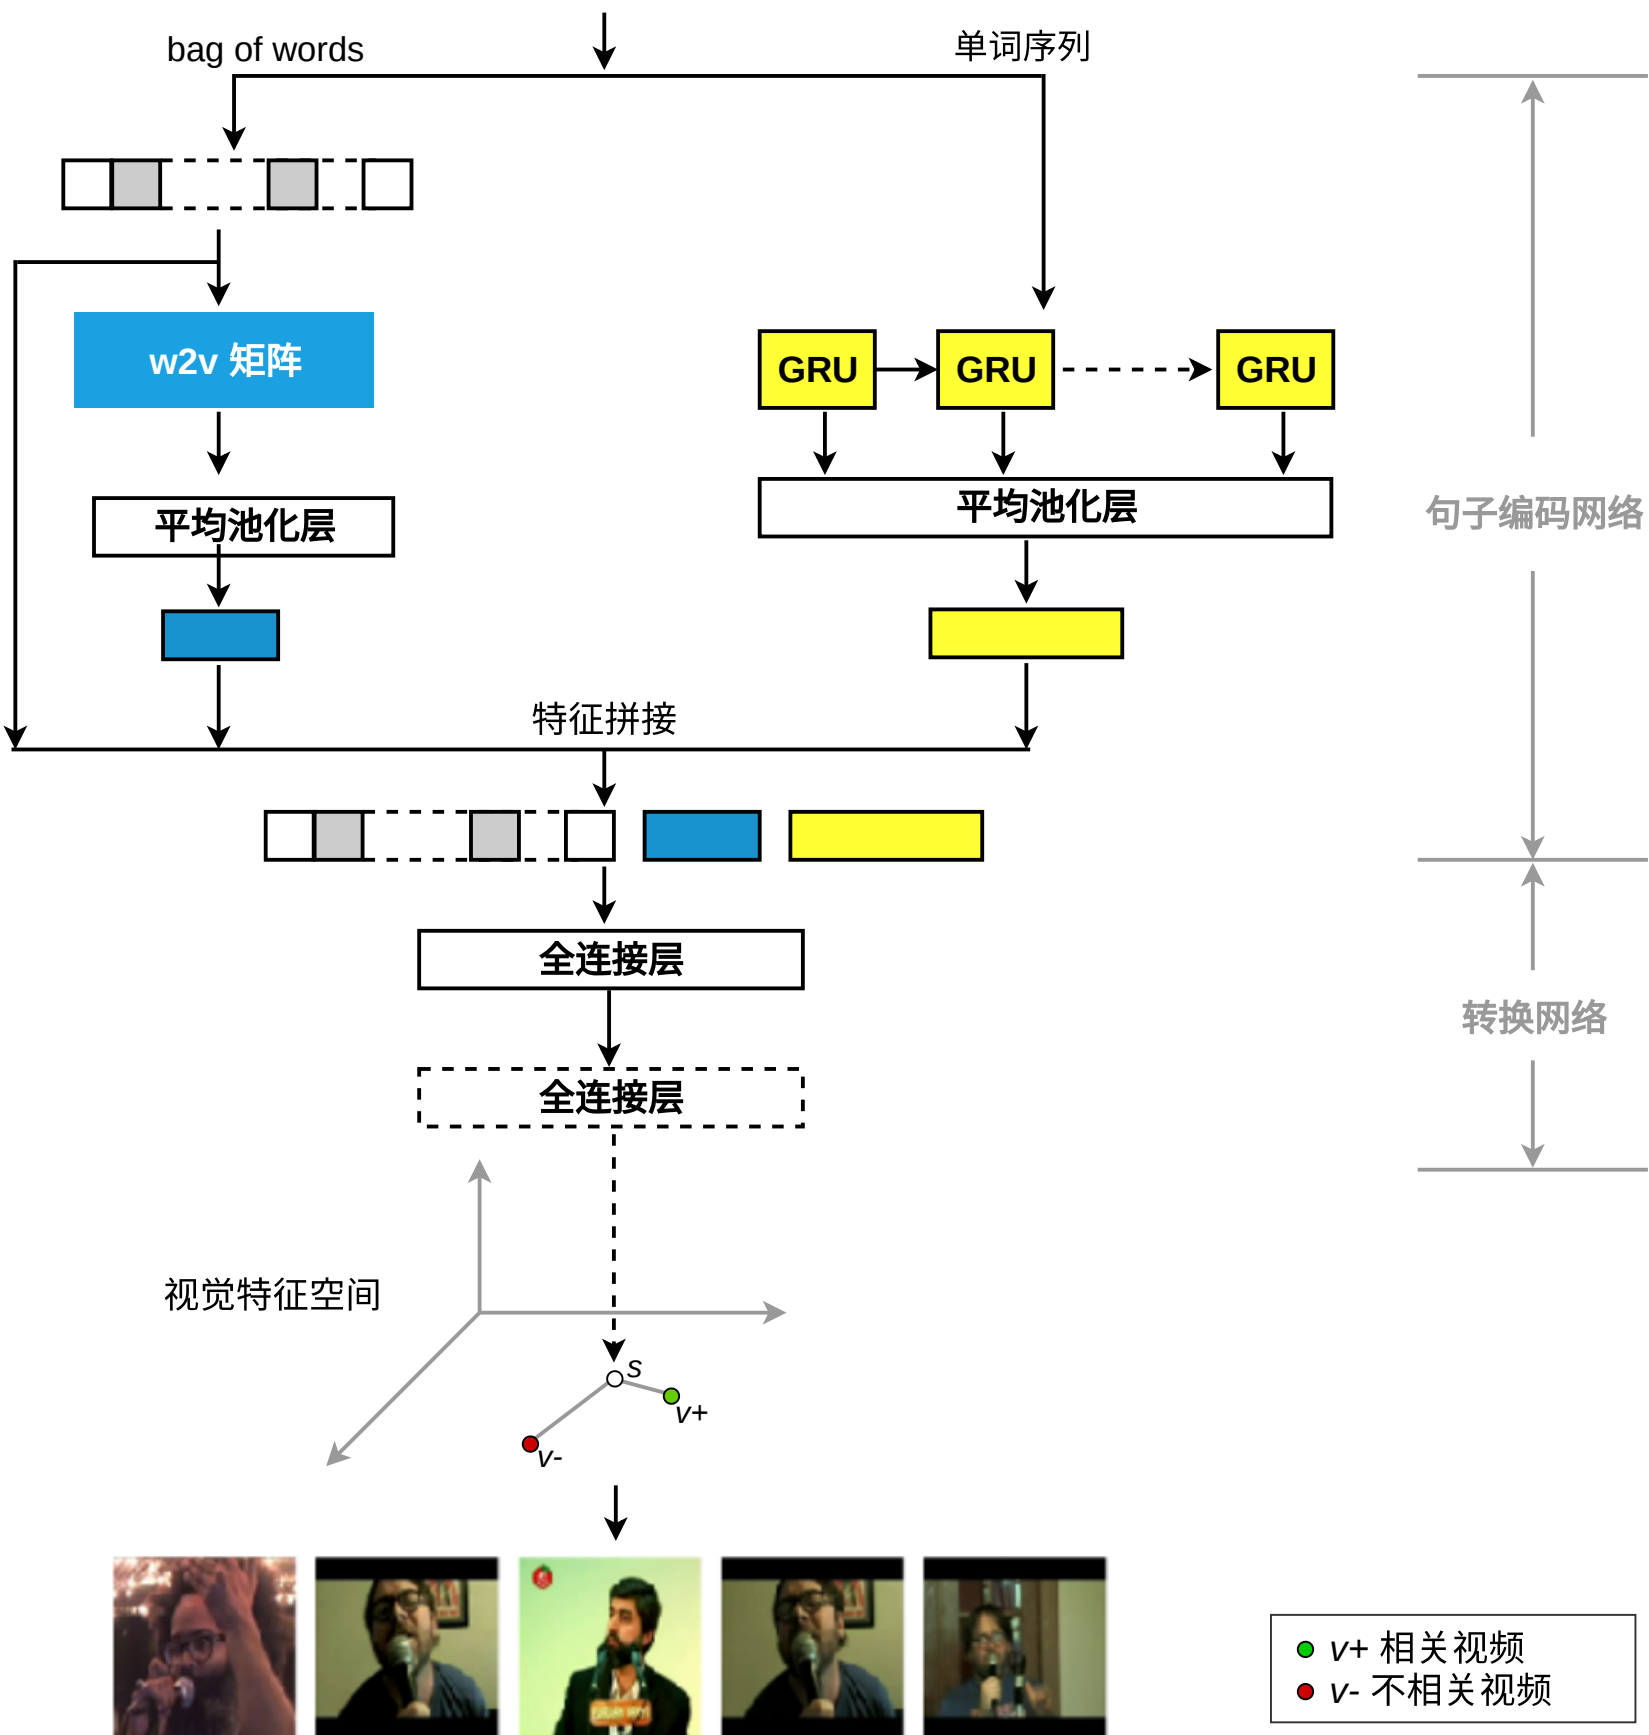 bag of words
单词序列
w2v 矩阵
GRU
GRU
GRU
平均池化层
平均池化层
句子编码网络
特征拼接
全连接层
转换网络
全连接层
视觉特征空间
s
v+
v-
v+ 相关视频
v- 不相关视频